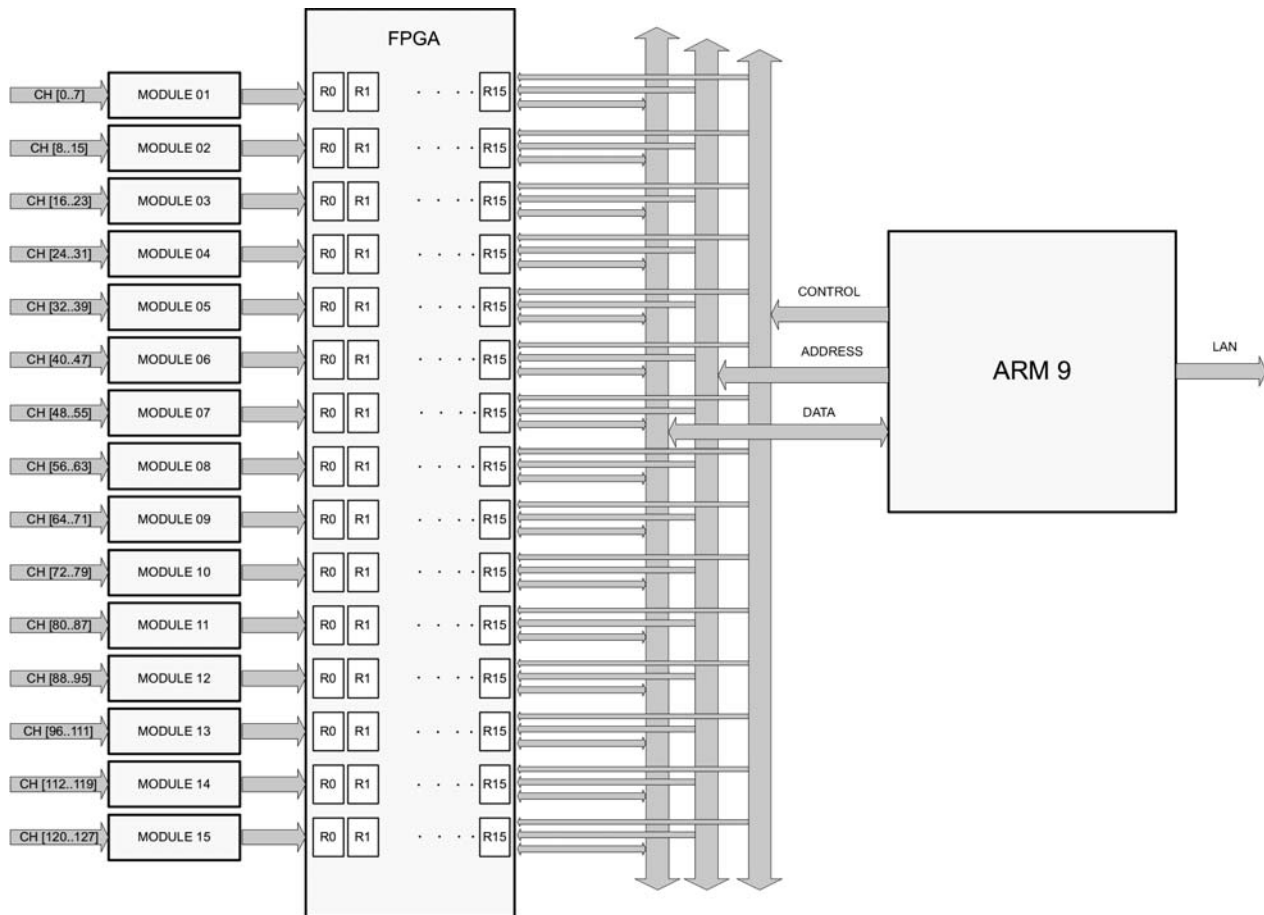 FPGA
CH [0..7] MODULE 01 R0 R1 . . . . R15
CH [8..15] MODULE 02 R0 R1 . . . . R15
CH [16..23] MODULE 03 R0 R1 . . . . R15
CH [24..31] MODULE 04 R0 R1 . . . . R15
CH [32..39] MODULE 05 R0 R1 . . . . R15
CH [40..47] MODULE 06 R0 R1 . . . . R15
CH [48..55] MODULE 07 R0 R1 . . . . R15
CH [56..63] MODULE 08 R0 R1 . . . . R15
CH [64..71] MODULE 09 R0 R1 . . . . R15
CH [72..79] MODULE 10 R0 R1 . . . . R15
CH [80..87] MODULE 11 R0 R1 . . . . R15
CH [88..95] MODULE 12 R0 R1 . . . . R15
CH [96..111] MODULE 13 R0 R1 . . . . R15
CH [112..119] MODULE 14 R0 R1 . . . . R15
CH [120..127] MODULE 15 R0 R1 . . . . R15
CONTROL
ADDRESS
DATA
ARM 9
LAN